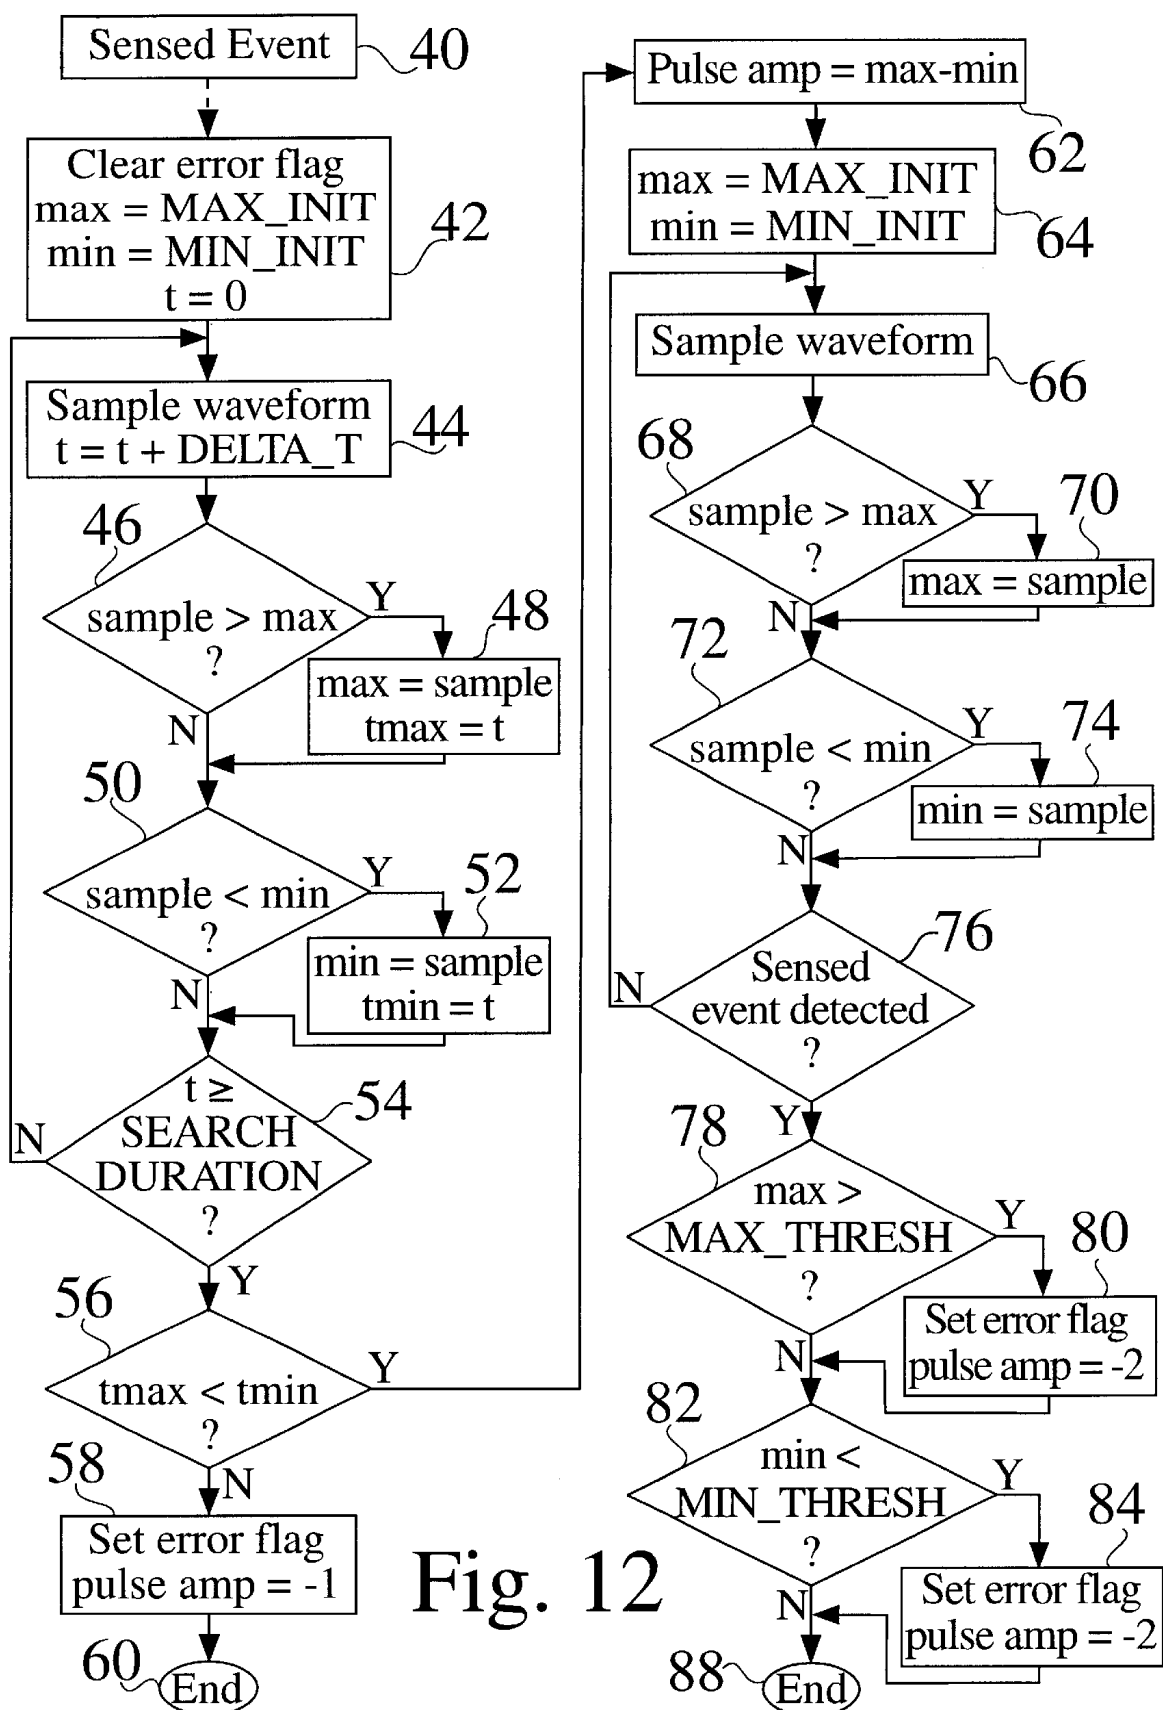 Sensed Event
40
Clear error flag
max = MAX_INIT
min = MIN_INIT
t = 0
42
Sample waveform
t = t + DELTA_T
44
46
sample > max
?
Y
N
48
max = sample
tmax = t
50
sample < min
?
Y
N
52
min = sample
tmin = t
54
t ≥
SEARCH
DURATION
?
N
Y
56
tmax < tmin
?
Y
N
58
Set error flag
pulse amp = -1
60
End
Pulse amp = max-min
62
max = MAX_INIT
min = MIN_INIT
64
Sample waveform
66
68
sample > max
?
Y
N
70
max = sample
72
sample < min
?
Y
N
74
min = sample
76
Sensed
event detected
?
N
Y
78
max >
MAX_THRESH
?
Y
N
80
Set error flag
pulse amp = -2
82
min <
MIN_THRESH
?
Y
N
84
Set error flag
pulse amp = -2
88
End
Fig. 12